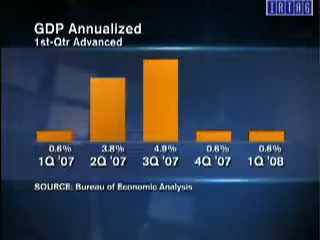 IRTAG
GDP Annualized
1st-Qtr Advanced
0.6% 3.8% 4.9% 0.6% 0.6%
1Q '07 2Q '07 3Q '07 4Q '07 1Q '08
SOURCE: Bureau of Economic Analysis